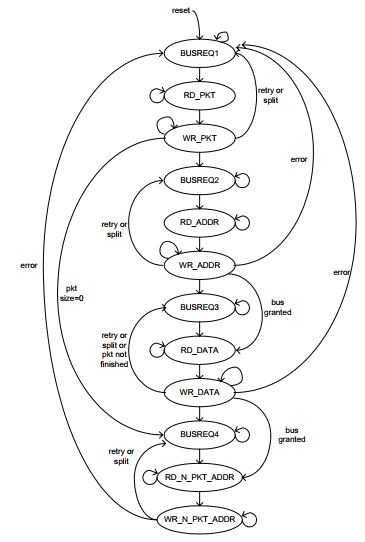 reset
BUSREQ1
RD_PKT
retry or
split
WR_PKT
error
BUSREQ2
retry or
split
RD_ADDR
WR_ADDR
error
error
pkt
size=0
BUSREQ3
bus
granted
retry or
split or
pkt not
finished
RD_DATA
WR_DATA
BUSREQ4
bus
granted
retry or
split
RD_N_PKT_ADDR
WR_N_PKT_ADDR